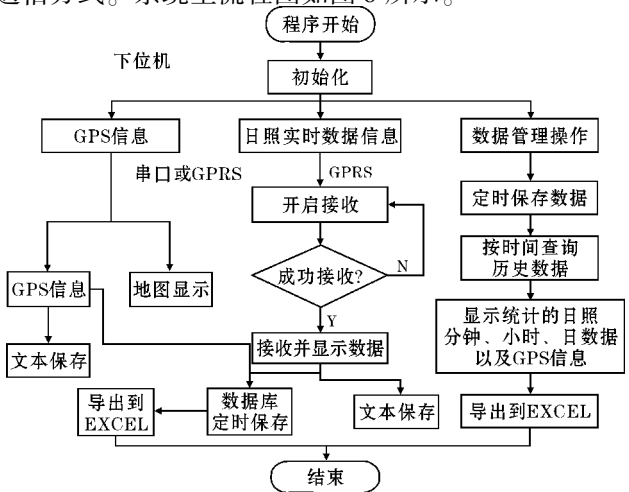 通信方式。系统主流程图如图 6 所示。
程序开始
下位机
初始化
GPS信息
日照实时数据信息
数据管理操作
串口或GPRS
GPRS
开启接收
定时保存数据
按时间查询
历史数据
成功接收?
N
GPS信息
地图显示
Y
显示统计的日照
分钟、小时、日数据
以及GPS信息
文本保存
接收并显示数据
导出到
EXCEL
数据库
定时保存
文本保存
导出到EXCEL
结束